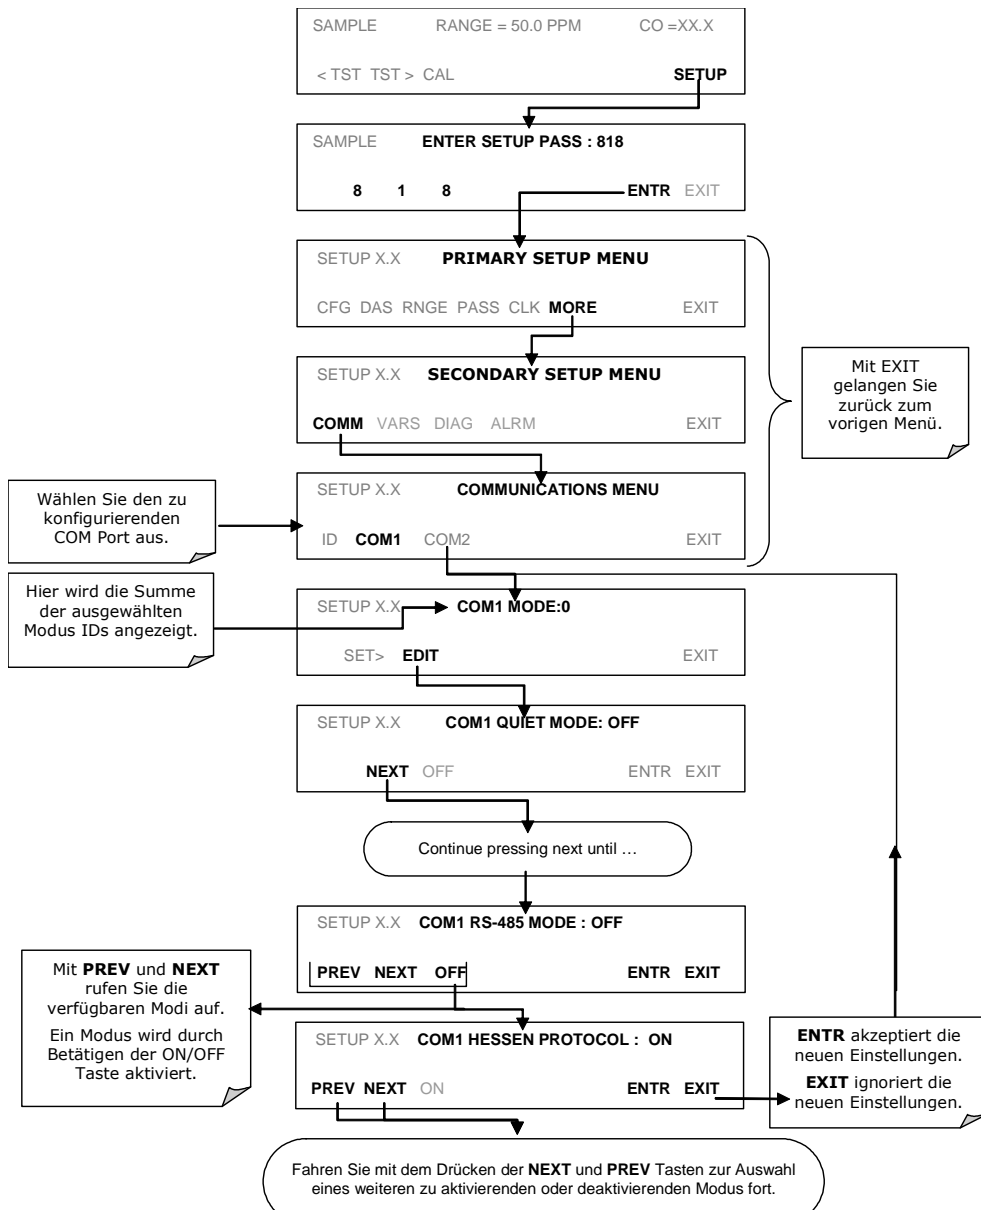 SAMPLE RANGE = 50.0 PPM CO =XX.X
< TST TST > CAL SETUP
SAMPLE ENTER SETUP PASS : 818
8 1 8 ENTR EXIT
SETUP X.X PRIMARY SETUP MENU
CFG DAS RNGE PASS CLK MORE EXIT
SETUP X.X SECONDARY SETUP MENU
COMM VARS DIAG ALRM EXIT
Mit EXIT
gelangen Sie
zurück zum
vorigen Menü.
SETUP X.X COMMUNICATIONS MENU
ID COM1 COM2 EXIT
Wählen Sie den zu
konfigurierenden
COM Port aus.
Hier wird die Summe
der ausgewählten
Modus IDs angezeigt.
SETUP X.X COM1 MODE:0
SET> EDIT EXIT
SETUP X.X COM1 QUIET MODE: OFF
NEXT OFF ENTR EXIT
Continue pressing next until …
SETUP X.X COM1 RS-485 MODE : OFF
PREV NEXT OFF ENTR EXIT
Mit PREV und NEXT
rufen Sie die
verfügbaren Modi auf.
Ein Modus wird durch
Betätigen der ON/OFF
Taste aktiviert.
SETUP X.X COM1 HESSEN PROTOCOL : ON
PREV NEXT ON ENTR EXIT
ENTR akzeptiert die
neuen Einstellungen.
EXIT ignoriert die
neuen Einstellungen.
Fahren Sie mit dem Drücken der NEXT und PREV Tasten zur Auswahl
eines weiteren zu aktivierenden oder deaktivierenden Modus fort.